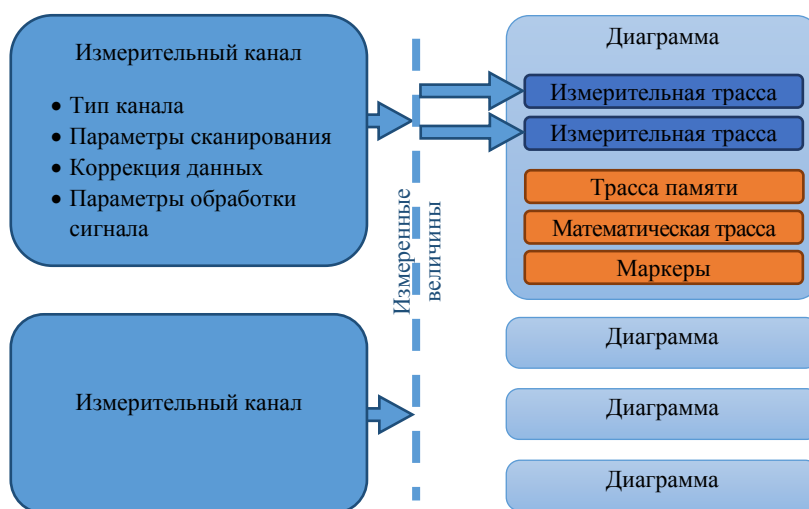 Измерительный канал
• Тип канала
• Параметры сканирования
• Коррекция данных
• Параметры обработки
сигнала
Измерительный канал
Измеренные
величины
Диаграмма
Измерительная трасса
Измерительная трасса
Трасса памяти
Математическая трасса
Маркеры
Диаграмма
Диаграмма
Диаграмма